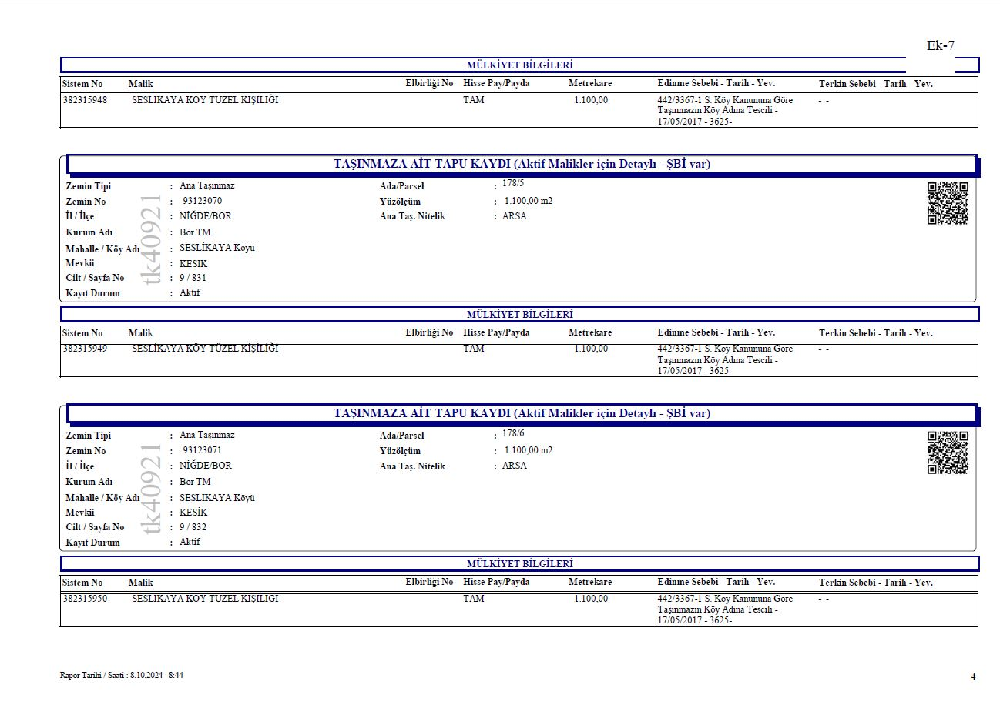 Ek-7
MÜLKİYET BİLGİLERİ
Sistem No Malik Elbirliği No Hisse Pay/Payda Metrekare Edinme Sebebi - Tarih - Yev. Terkin Sebebi - Tarih - Yev.
382315948 SESLİKAYA KÖY TÜZEL KİŞİLİĞİ TAM 1.100,00 442/3367-1 S. Köy Kanununa Göre - -
Taşınmazın Köy Adına Tescili -
17/05/2017 - 3625-
TAŞINMAZA AİT TAPU KAYDI (Aktif Malikler için Detaylı - ŞBİ var)
Zemin Tipi : Ana Taşınmaz Ada/Parsel : 178/5
Zemin No : 93123070 Yüzölçüm : 1.100,00 m2
İl / İlçe : NİĞDE/BOR Ana Taş. Nitelik : ARSA
Kurum Adı : Bor TM
Mahalle / Köy Adı : SESLİKAYA Köyü
Mevkii : KESİK
Cilt / Sayfa No : 9 / 831
Kayıt Durum : Aktif
tk40921
MÜLKİYET BİLGİLERİ
Sistem No Malik Elbirliği No Hisse Pay/Payda Metrekare Edinme Sebebi - Tarih - Yev. Terkin Sebebi - Tarih - Yev.
382315949 SESLİKAYA KÖY TÜZEL KİŞİLİĞİ TAM 1.100,00 442/3367-1 S. Köy Kanununa Göre - -
Taşınmazın Köy Adına Tescili -
17/05/2017 - 3625-
TAŞINMAZA AİT TAPU KAYDI (Aktif Malikler için Detaylı - ŞBİ var)
Zemin Tipi : Ana Taşınmaz Ada/Parsel : 178/6
Zemin No : 93123071 Yüzölçüm : 1.100,00 m2
İl / İlçe : NİĞDE/BOR Ana Taş. Nitelik : ARSA
Kurum Adı : Bor TM
Mahalle / Köy Adı : SESLİKAYA Köyü
Mevkii : KESİK
Cilt / Sayfa No : 9 / 832
Kayıt Durum : Aktif
tk40921
MÜLKİYET BİLGİLERİ
Sistem No Malik Elbirliği No Hisse Pay/Payda Metrekare Edinme Sebebi - Tarih - Yev. Terkin Sebebi - Tarih - Yev.
382315950 SESLİKAYA KÖY TÜZEL KİŞİLİĞİ TAM 1.100,00 442/3367-1 S. Köy Kanununa Göre - -
Taşınmazın Köy Adına Tescili -
17/05/2017 - 3625-
Rapor Tarihi / Saati : 8.10.2024 8:44
4